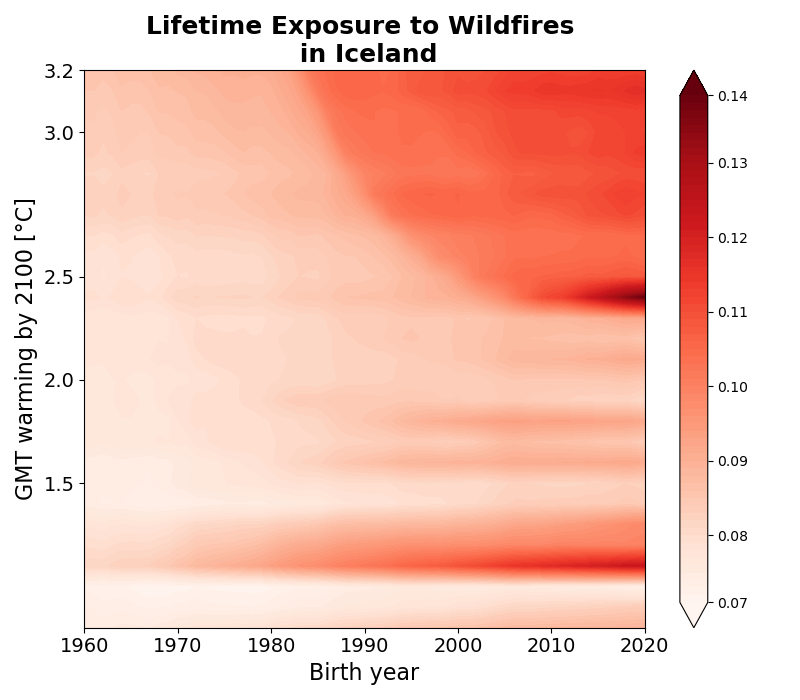 Lifetime Exposure to Wildfires
in Iceland
3.2
3.0
2.5
2.0
1.5
GMT warming by 2100 [°C]
1960 1970 1980 1990 2000 2010 2020
Birth year
0.14
0.13
0.12
0.11
0.10
0.09
0.08
0.07